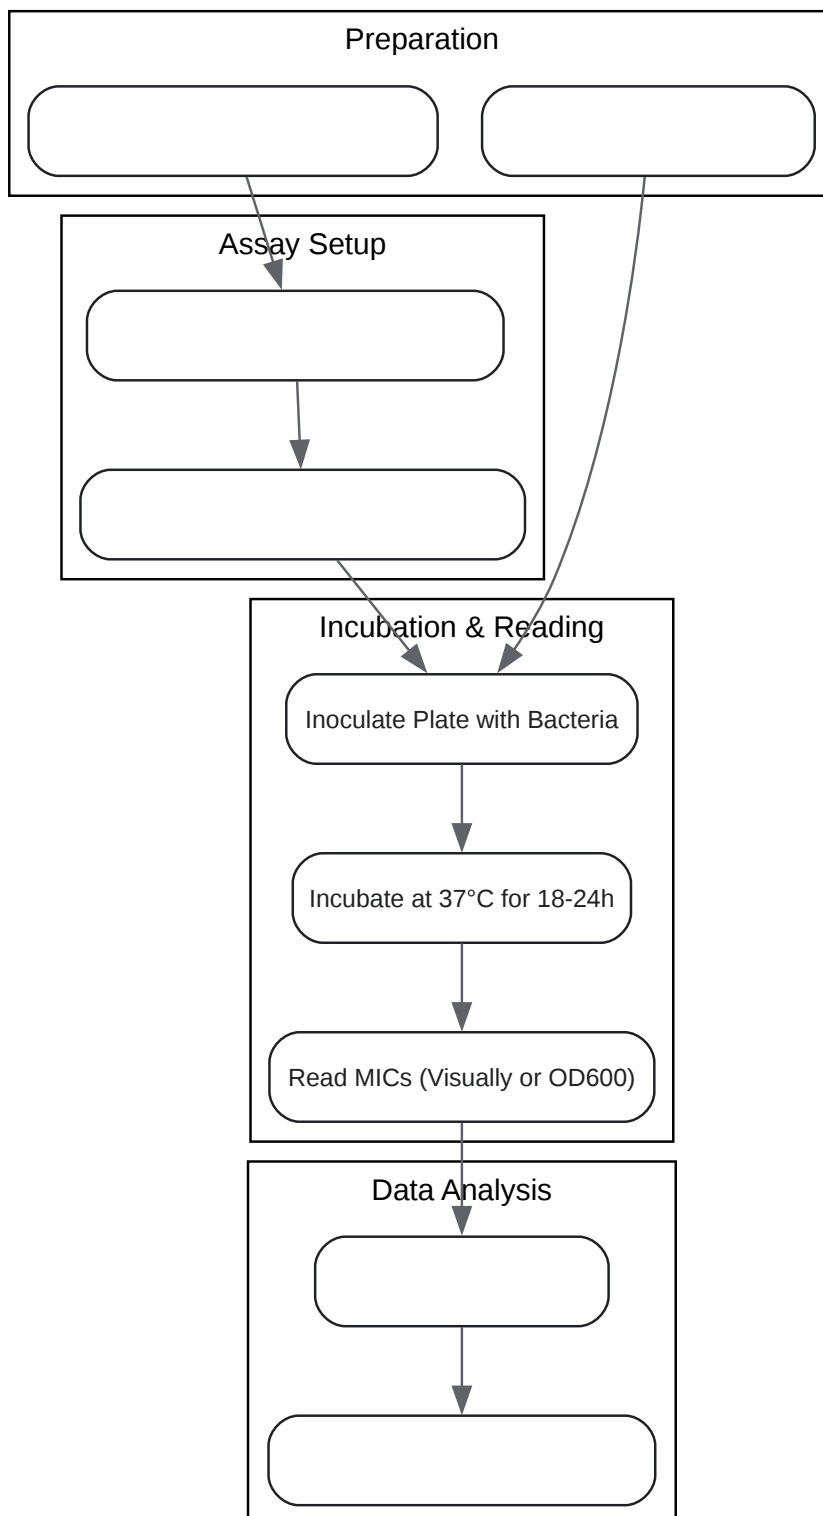 Preparation
Assay Setup
Incubation & Reading
Inoculate Plate with Bacteria
Incubate at 37°C for 18-24h
Read MICs (Visually or OD600)
Data Analysis